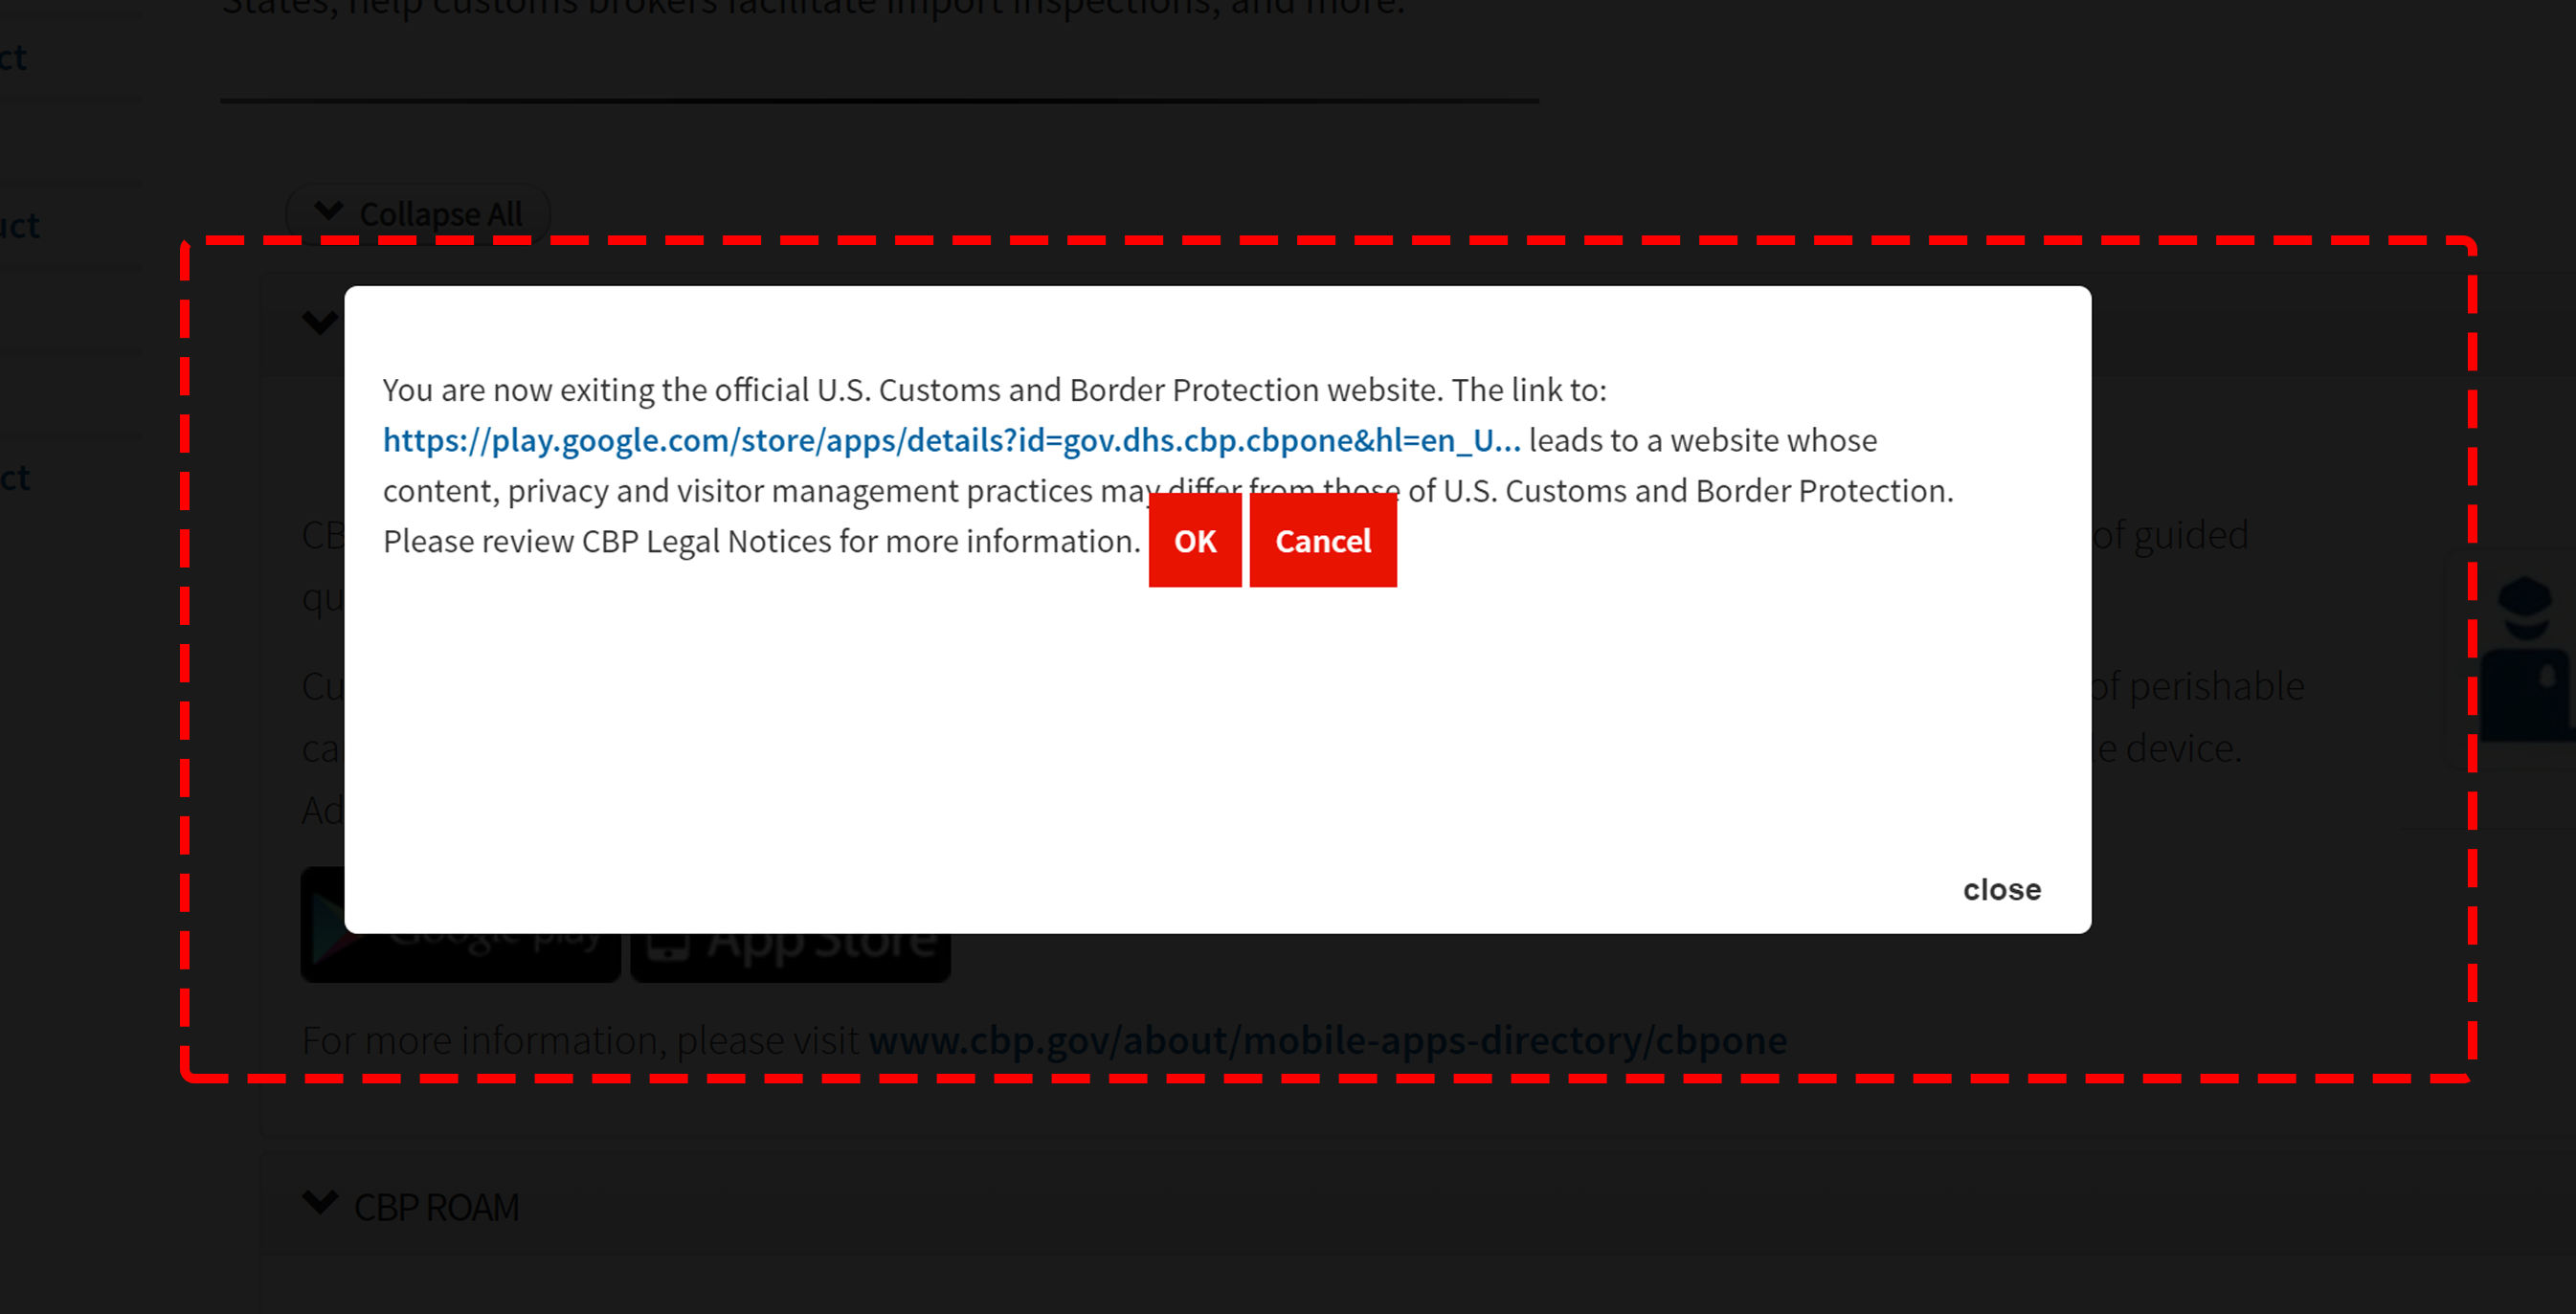 States, help customs brokers facilitate import inspections, and more.
ct
Collapse All
uct
You are now exiting the official U.S. Customs and Border Protection website. The link to:
https://play.google.com/store/apps/details?id=gov.dhs.cbp.cbpone&hl=en_U... leads to a website whose
content, privacy and visitor management practices may differ from those of U.S. Customs and Border Protection.
Please review CBP Legal Notices for more information. OK Cancel
ct
CB of guided
qu
Cu of perishable
ca le device.
Ad
close
Google play App Store
For more information, please visit www.cbp.gov/about/mobile-apps-directory/cbpone
CBP ROAM